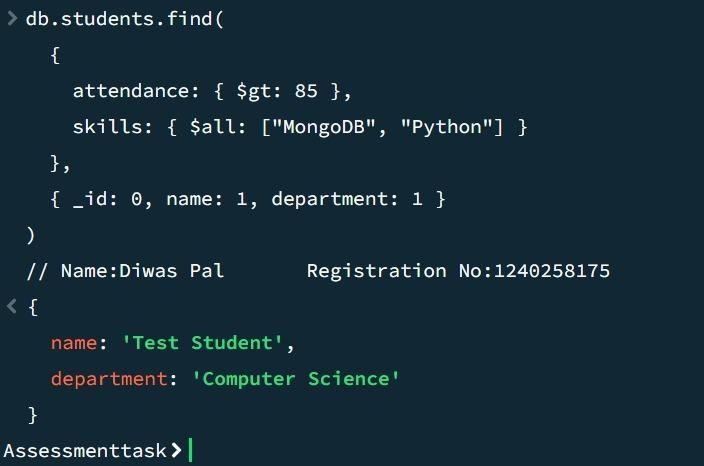 > db.students.find(
{
attendance: { $gt: 85 },
skills: { $all: ["MongoDB", "Python"] }
},
{ _id: 0, name: 1, department: 1 }
)
// Name:Diwas Pal Registration No:1240258175
< {
name: 'Test Student',
department: 'Computer Science'
}
Assessmenttask>